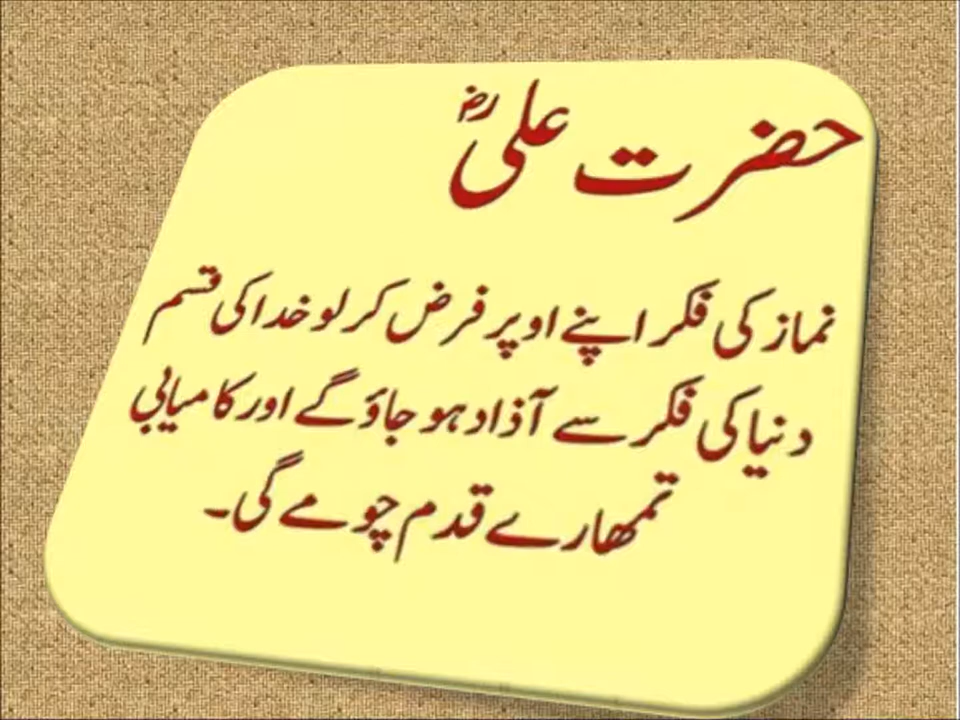 حضرت علیؓ
نماز کی فکر اپنے اوپر فرض کر لو خدا کی قسم
دنیا کی فکر سے آذاد ہو جاؤ گے اور کامیابی
تمھارے قدم چومے گی۔